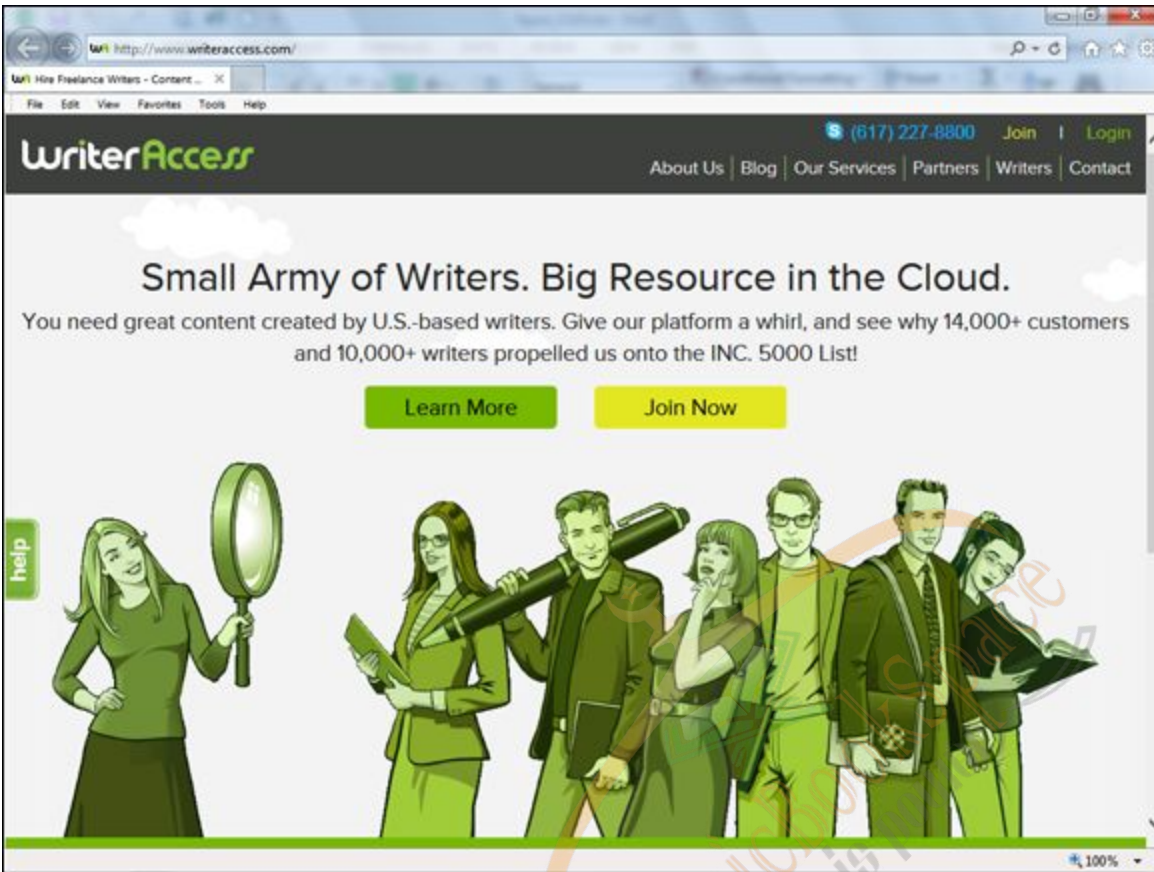 http://www.writeraccess.com/
Hire Freelance Writers - Content ...
File Edit View Favorites Tools Help
(617) 227-8800 Join | Login
WriterAccess
About Us | Blog | Our Services | Partners | Writers | Contact
Small Army of Writers. Big Resource in the Cloud.
You need great content created by U.S.-based writers. Give our platform a whirl, and see why 14,000+ customers
and 10,000+ writers propelled us onto the INC. 5000 List!
Learn More Join Now
help
100%